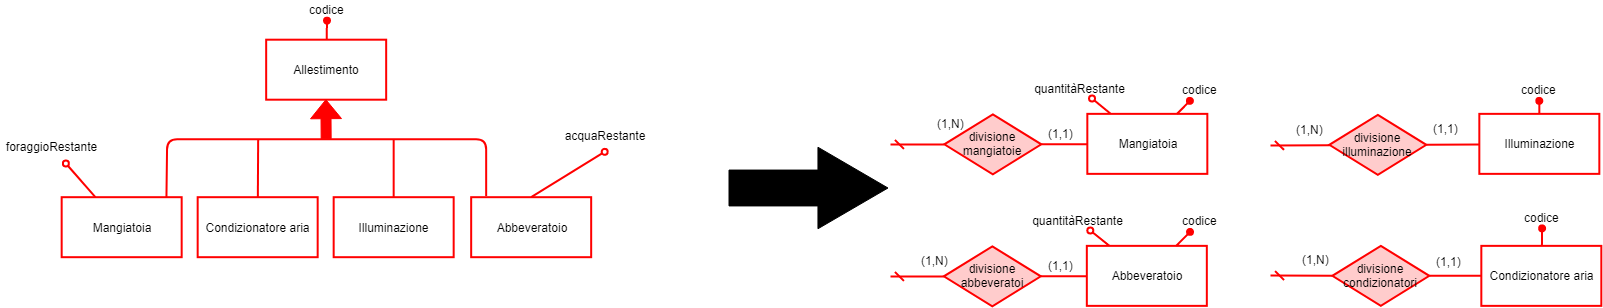 codice
Allestimento
foraggioRestante
acquaRestante
Mangiatoia
Condizionatore aria
Illuminazione
Abbeveratoio
quantitàRestante
codice
(1,N)
divisione
mangiatoie
(1,1)
Mangiatoia
codice
(1,N)
divisione
illuminazione
(1,1)
Illuminazione
quantitàRestante
codice
(1,N)
divisione
abbeveratoi
(1,1)
Abbeveratoio
codice
(1,N)
divisione
condizionatori
(1,1)
Condizionatore aria